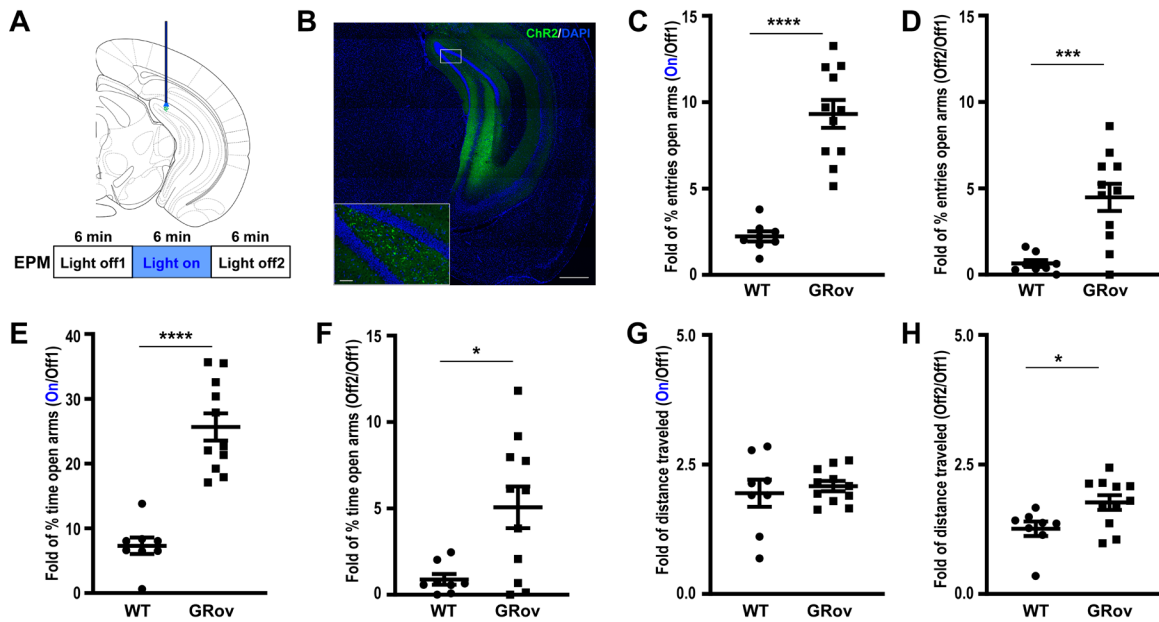 A
6 min 6 min 6 min
EPM Light off1 Light on Light off2
B
ChR2/DAPI
C
Fold of % entries open arms (On/Off1)
15
10
5
0
****
WT GRov
D
Fold of % entries open arms (Off2/Off1)
15
10
5
0
***
WT GRov
E
Fold of % time open arms (On/Off1)
40
30
20
10
0
****
WT GRov
F
Fold of % time open arms (Off2/Off1)
15
10
5
0
*
WT GRov
G
Fold of distance traveled (On/Off1)
5.0
2.5
0.0
WT GRov
H
Fold of distance traveled (Off2/Off1)
5.0
2.5
0.0
*
WT GRov